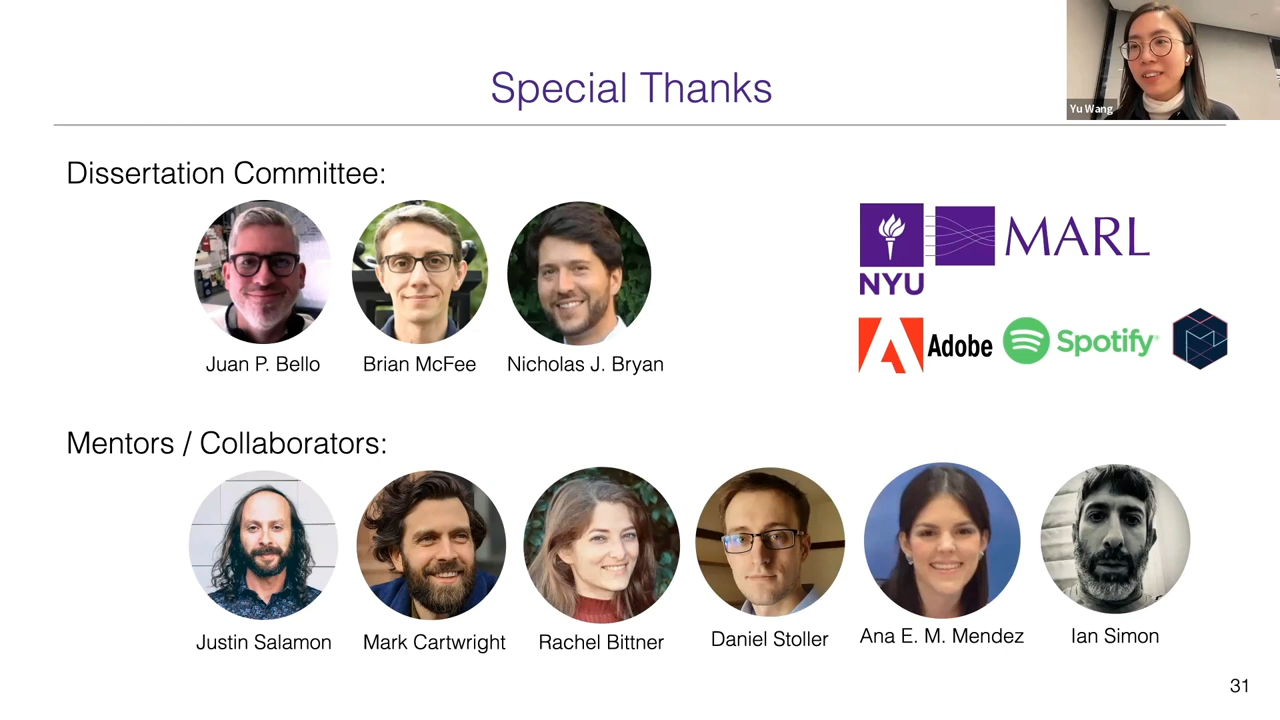 Special Thanks
Yu Wang
Dissertation Committee:
Juan P. Bello
Brian McFee
Nicholas J. Bryan
NYU
MARL
Adobe
Spotify®
Mentors / Collaborators:
Justin Salamon
Mark Cartwright
Rachel Bittner
Daniel Stoller
Ana E. M. Mendez
Ian Simon
31